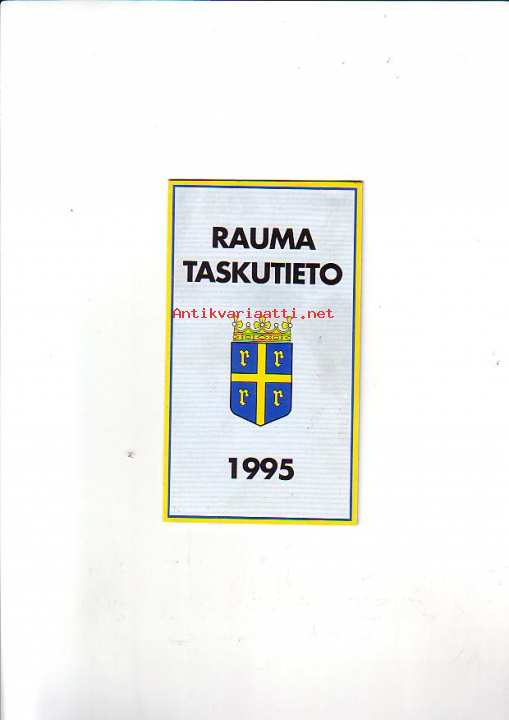 RAUMA
TASKUTIETO
Antikvariaatti.net
r r
r r
1995